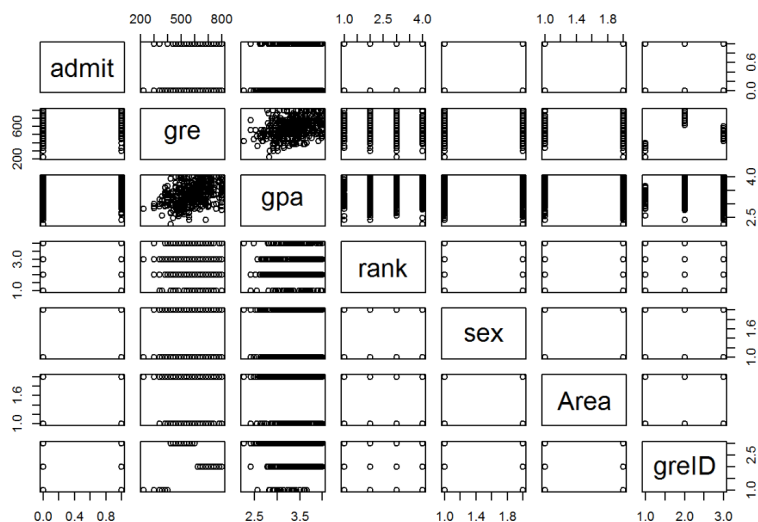 200 500 800
1.0 2.0 3.0 4.0
1.0 1.4 1.8
admit
0.0 0.6
200 600
gre
gpa
2.5 4.0
1.0 3.0
rank
sex
1.0 1.6
1.0 1.6
Area
greID
1.0 2.5
0.0 0.4 0.8
2.5 3.5
1.0 1.4 1.8
1.0 2.0 3.0